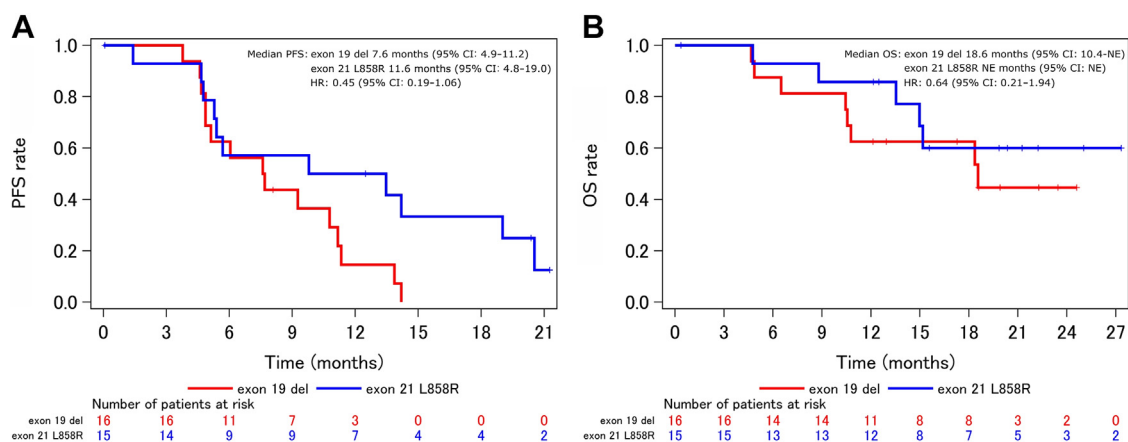 A
PFS rate
1.0
0.8
0.6
0.4
0.2
0.0
Median PFS: exon 19 del 7.6 months (95% CI: 4.9–11.2)
exon 21 L858R 11.6 months (95% CI: 4.8–19.0)
HR: 0.45 (95% CI: 0.19–1.06)
0 3 6 9 12 15 18 21
Time (months)
exon 19 del exon 21 L858R
Number of patients at risk
exon 19 del 16 16 11 7 3 0 0 0
exon 21 L858R 15 14 9 9 7 4 4 2
B
OS rate
1.0
0.8
0.6
0.4
0.2
0.0
Median OS: exon 19 del 18.6 months (95% CI: 10.4-NE)
exon 21 L858R NE months (95% CI: NE)
HR: 0.64 (95% CI: 0.21–1.94)
0 3 6 9 12 15 18 21 24 27
Time (months)
exon 19 del exon 21 L858R
Number of patients at risk
exon 19 del 16 16 14 14 11 8 8 3 2 0
exon 21 L858R 15 15 13 13 12 8 7 5 3 2